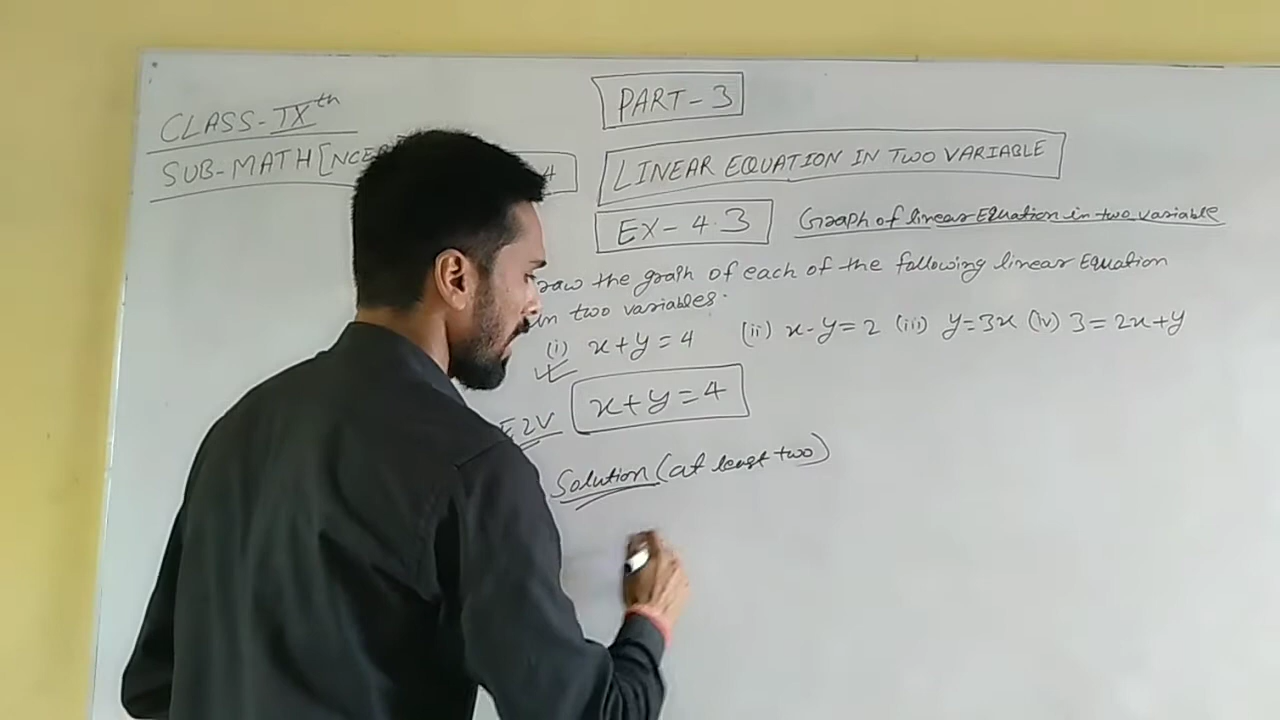 PART-3
CLASS-IXth
SUB-MATH[NCE 4
LINEAR EQUATION IN TWO VARIABLE
EX-4.3 Graph of linear Equation in two variable
raw the graph of each of the following linear Equation
in two variables.
(i) x+y=4 (ii) x-y=2 (iii) y=3x (iv) 3=2x+y
E2V x+y=4
Solution (at least two)